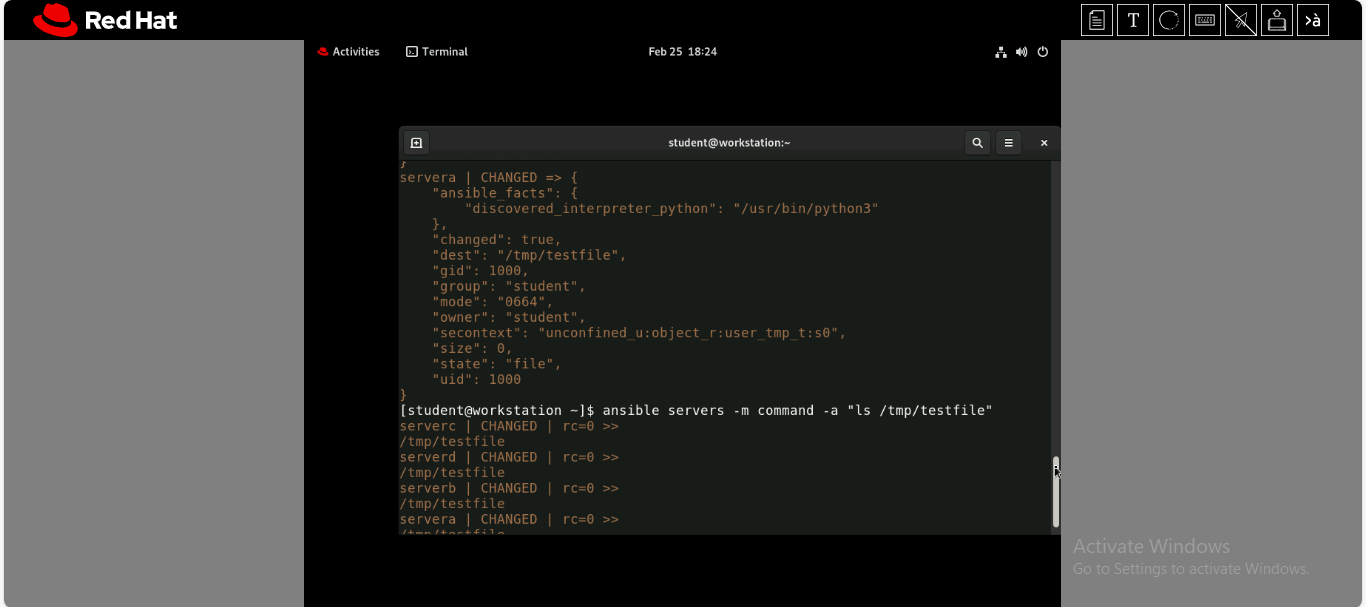 Red Hat
T
>à
Activities
Terminal
Feb 25 18:24
student@workstation:~
}
servera | CHANGED => {
    "ansible_facts": {
        "discovered_interpreter_python": "/usr/bin/python3"
    },
    "changed": true,
    "dest": "/tmp/testfile",
    "gid": 1000,
    "group": "student",
    "mode": "0664",
    "owner": "student",
    "secontext": "unconfined_u:object_r:user_tmp_t:s0",
    "size": 0,
    "state": "file",
    "uid": 1000
}
[student@workstation ~]$ ansible servers -m command -a "ls /tmp/testfile"
serverc | CHANGED | rc=0 >>
/tmp/testfile
serverd | CHANGED | rc=0 >>
/tmp/testfile
serverb | CHANGED | rc=0 >>
/tmp/testfile
servera | CHANGED | rc=0 >>
/tmp/testfile
Activate Windows
Go to Settings to activate Windows.